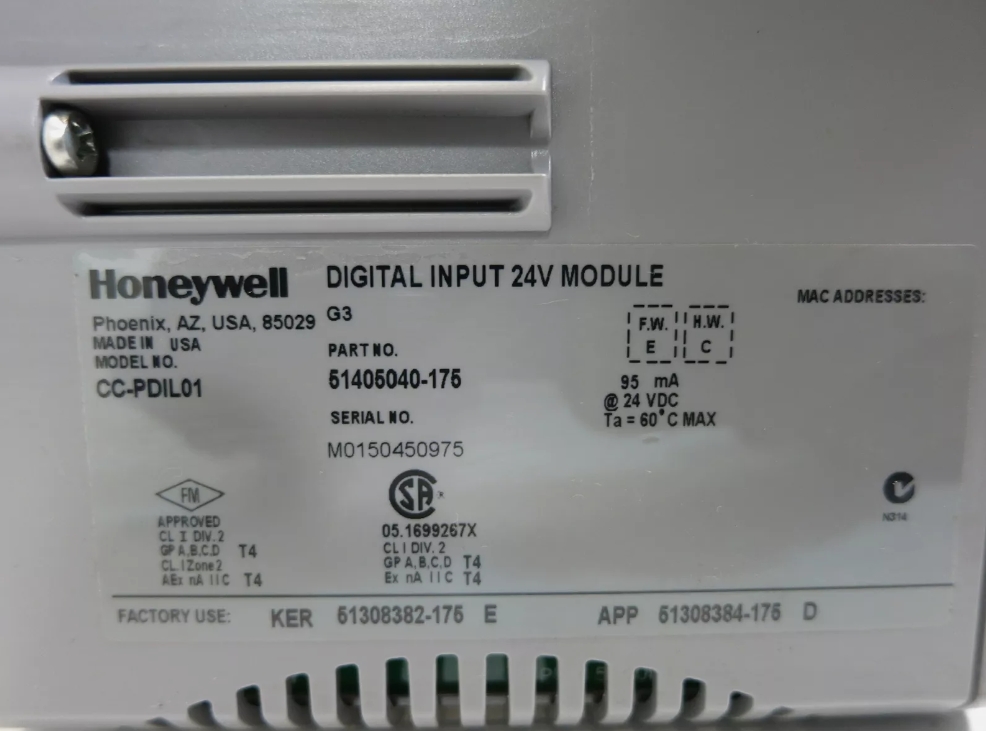 Honeywell
Phoenix, AZ, USA, 85029
MADE IN USA
MODEL NO.
CC-PDIL01
DIGITAL INPUT 24V MODULE
G3
PART NO.
51405040-175
SERIAL NO.
M0150450975
F.W.
E
H.W.
C
95 mA
@ 24 VDC
Ta = 60°C MAX
MAC ADDRESSES:
FM
APPROVED
CL I DIV. 2
GP A,B,C,D T4
CL. I Zone 2
AEx nA IIC T4
SA
05.1699267X
CL I DIV. 2
GP A,B,C,D T4
Ex nA IIC T4
N314
FACTORY USE: KER 51308382-175 E APP 51308384-175 D